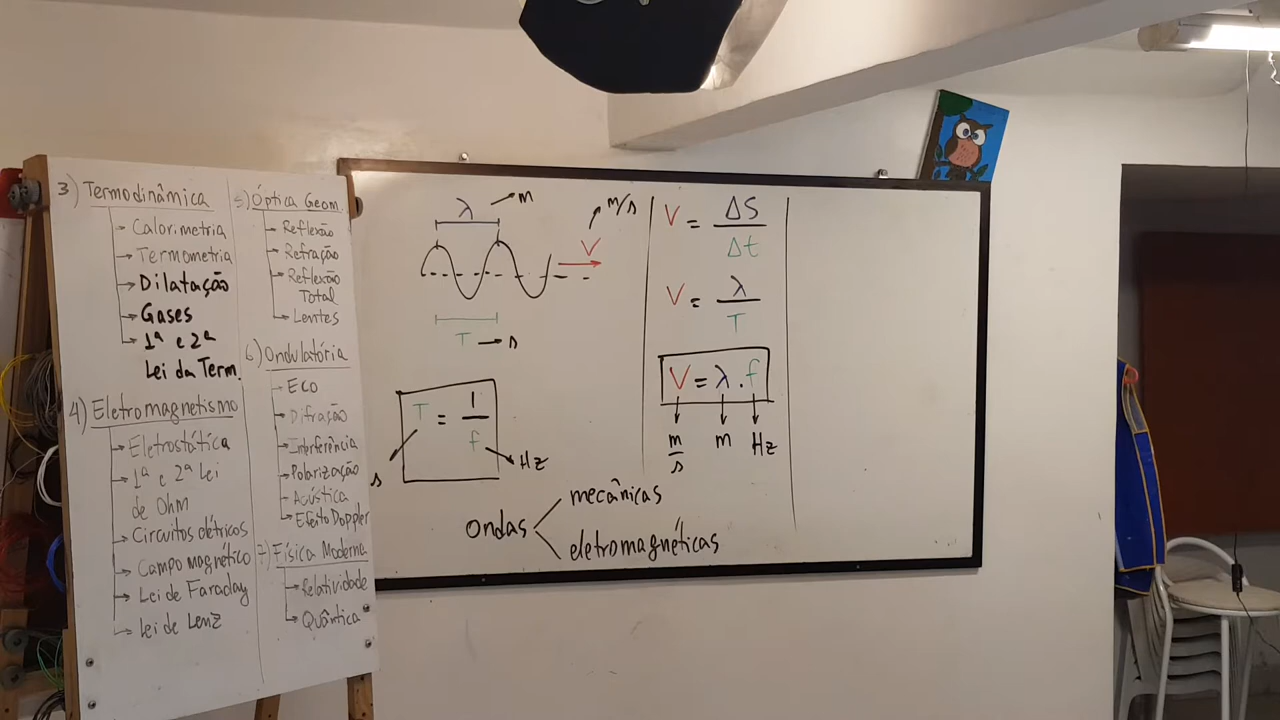 3) Termodinâmica
Calorimetria
Termometria
Dilatação
Gases
1ª e 2ª
Lei da Term.
4) Eletromagnetismo
Eletrostática
1ª e 2ª Lei
de Ohm
Circuitos elétricos
Campo magnético
Lei de Faraday
Lei de Lenz
5) Óptica Geom.
Reflexão
Refração
Reflexão
Total
Lentes
6) Ondulatória
Eco
Difração
Interferência
Polarização
Acústica
Efeito Doppler
7) Física Moderna
Relatividade
Quântica
λ → m
m/s
V
T → s
T = 1/f
s
Hz
V = ΔS/Δt
V = λ/T
V = λ . f
m/s m Hz
ondas
mecânicas
eletromagnéticas